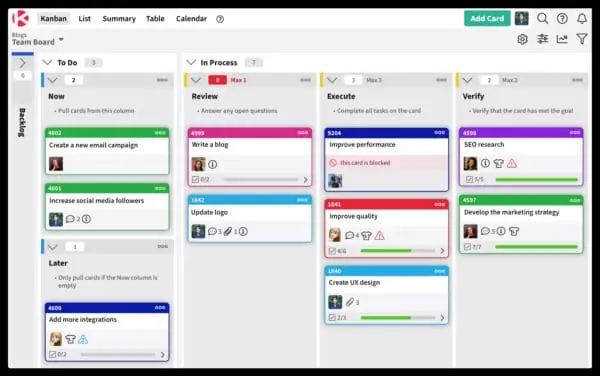 Kanban List Summary Table Calendar
Add Card
Blogs
Team Board
To Do 3
In Process 7
Backlog
0
2
Now
• Pull cards from this column
4602
Create a new email campaign
4601
Increase social media followers
2
1
Later
• Only pull cards if the Now column is
empty
4600
Add more integrations
0/2
Max 1
Review
• Answer any open questions
4599
Write a blog
0/2
1842
Update logo
3 1
3 Max 3
Execute
• Complete all tasks on the card
5204
Improve performance
this card is blocked
1841
Improve quality
4
4/6
1840
Create UX design
3
2/3
2 Max 2
Verify
• Verify that the card has met the goal
4598
SEO research
5/5
4597
Develop the marketing strategy
5
7/7